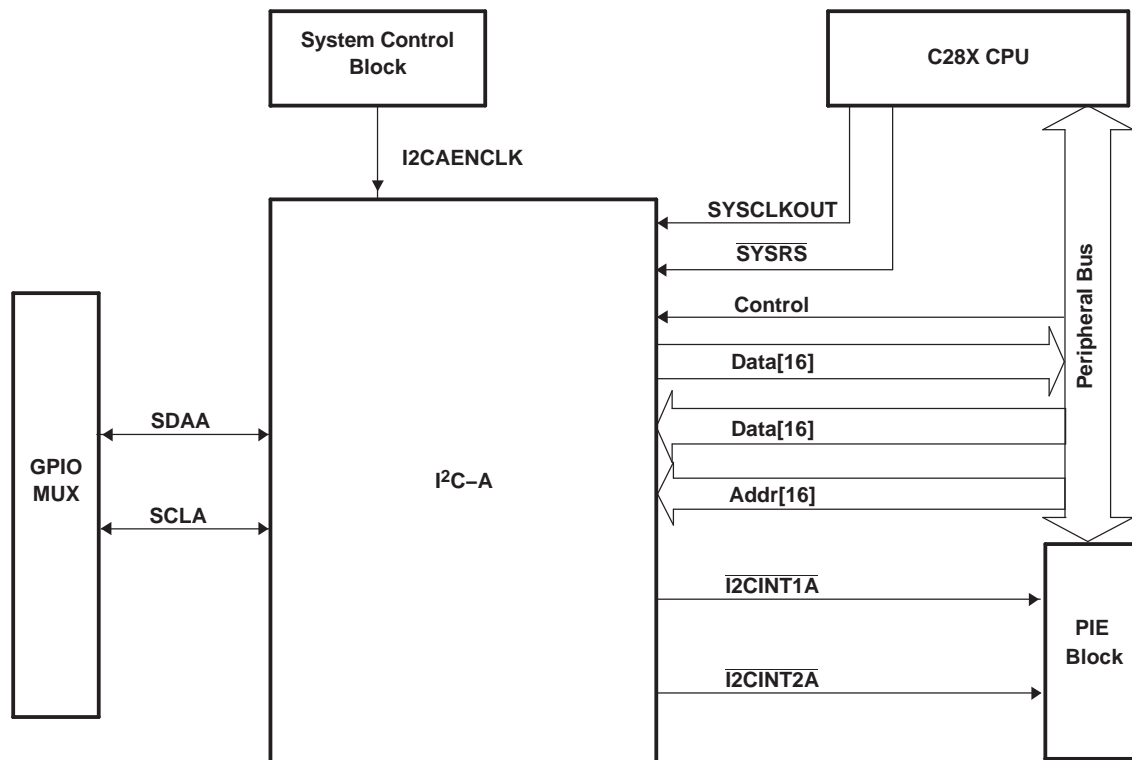 System Control
Block
C28X CPU
I2CAENCLK
SYSCLKOUT
SYSRS
Control
Data[16]
Data[16]
Addr[16]
Peripheral Bus
SDAA
SCLA
GPIO
MUX
I²C–A
I2CINT1A
I2CINT2A
PIE
Block